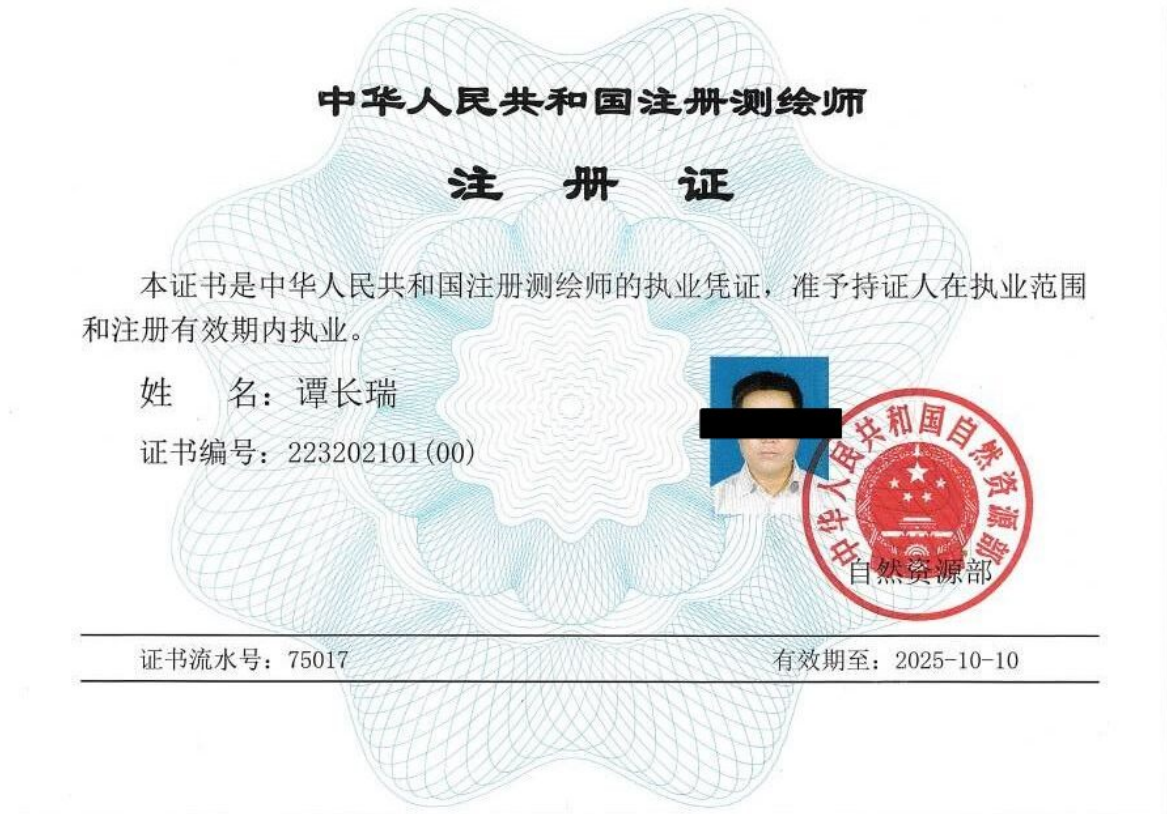 中华人民共和国注册测绘师
注 册 证
本证书是中华人民共和国注册测绘师的执业凭证，准予持证人在执业范围
和注册有效期内执业。
姓 名：谭长瑞
证书编号：223202101(00)
中华人民共和国自然资源部
自然资源部
证书流水号：75017 有效期至：2025-10-10